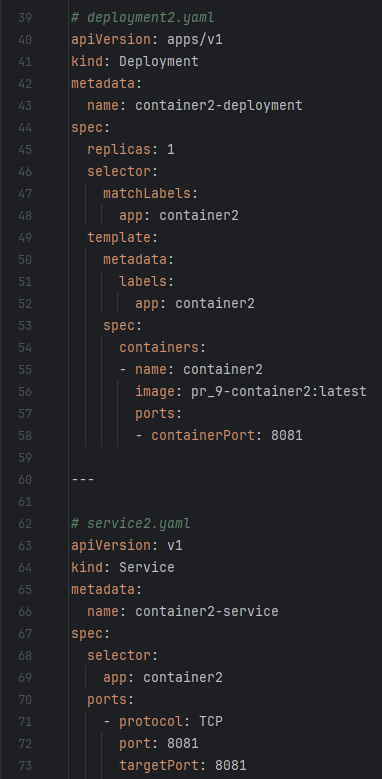 39 # deployment2.yaml
40 apiVersion: apps/v1
41 kind: Deployment
42 metadata:
43   name: container2-deployment
44 spec:
45   replicas: 1
46   selector:
47     matchLabels:
48       app: container2
49   template:
50     metadata:
51       labels:
52         app: container2
53     spec:
54       containers:
55       - name: container2
56         image: pr_9-container2:latest
57         ports:
58         - containerPort: 8081
59
60 ---
61
62 # service2.yaml
63 apiVersion: v1
64 kind: Service
65 metadata:
66   name: container2-service
67 spec:
68   selector:
69     app: container2
70   ports:
71     - protocol: TCP
72       port: 8081
73       targetPort: 8081